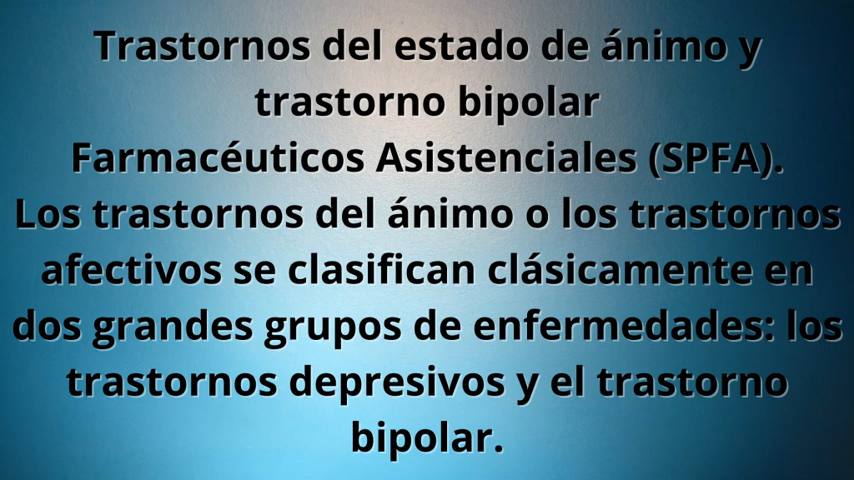 Trastornos del estado de ánimo y
trastorno bipolar
Farmacéuticos Asistenciales (SPFA).
Los trastornos del ánimo o los trastornos
afectivos se clasifican clásicamente en
dos grandes grupos de enfermedades: los
trastornos depresivos y el trastorno
bipolar.